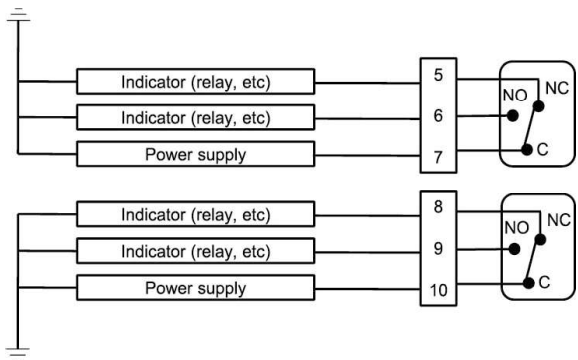 Indicator (relay, etc) 5 NC
NO
Indicator (relay, etc) 6
Power supply 7 C
Indicator (relay, etc) 8
NO NC
Indicator (relay, etc) 9
Power supply 10 C